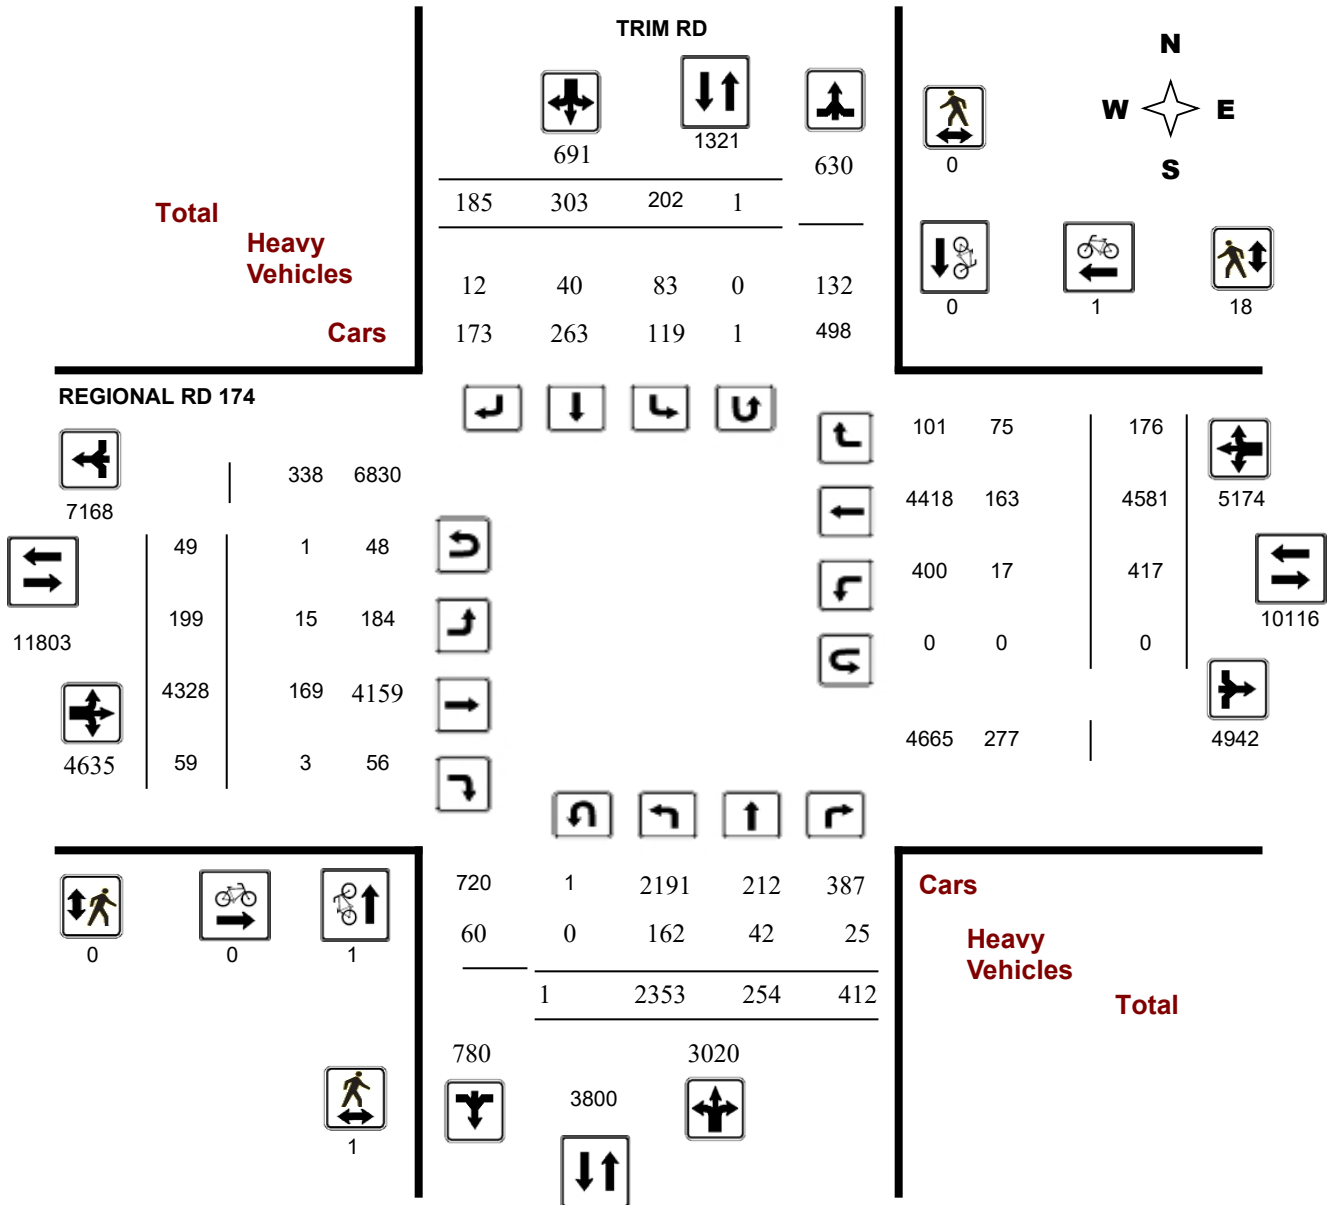 TRIM RD
N
W E
S
691
1321
630
0
185 303 202 1
Total
Heavy
Vehicles
12 40 83 0 132
Cars
173 263 119 1 498
0 1 18
REGIONAL RD 174
7168
338 6830
11803
49 1 48
199 15 184
4328 169 4159
4635
59 3 56
101 75 176
4418 163 4581
5174
400 17 417
10116
0 0 0
4665 277
4942
720 1 2191 212 387
Cars
60 0 162 42 25
Heavy
Vehicles
1 2353 254 412
Total
0 0 1
780 3020
3800
1